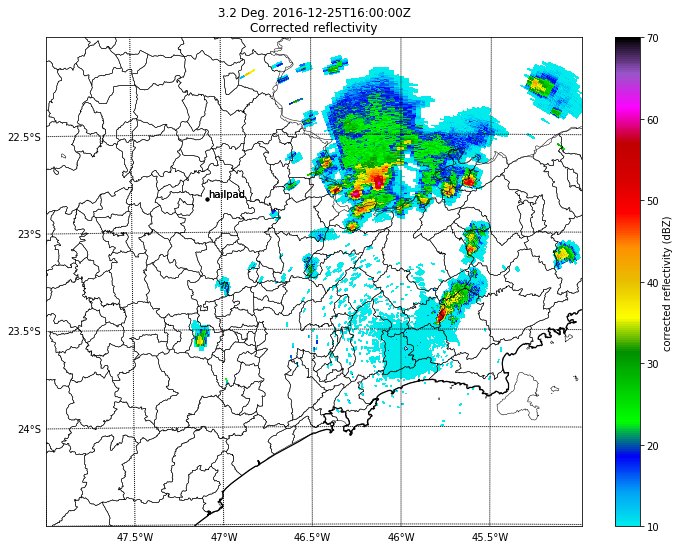 3.2 Deg. 2016-12-25T16:00:00Z
Corrected reflectivity
70
60
50
40
30
20
10
corrected reflectivity (dBZ)
22.5°S
23°S
23.5°S
24°S
hailpad
47.5°W
47°W
46.5°W
46°W
45.5°W